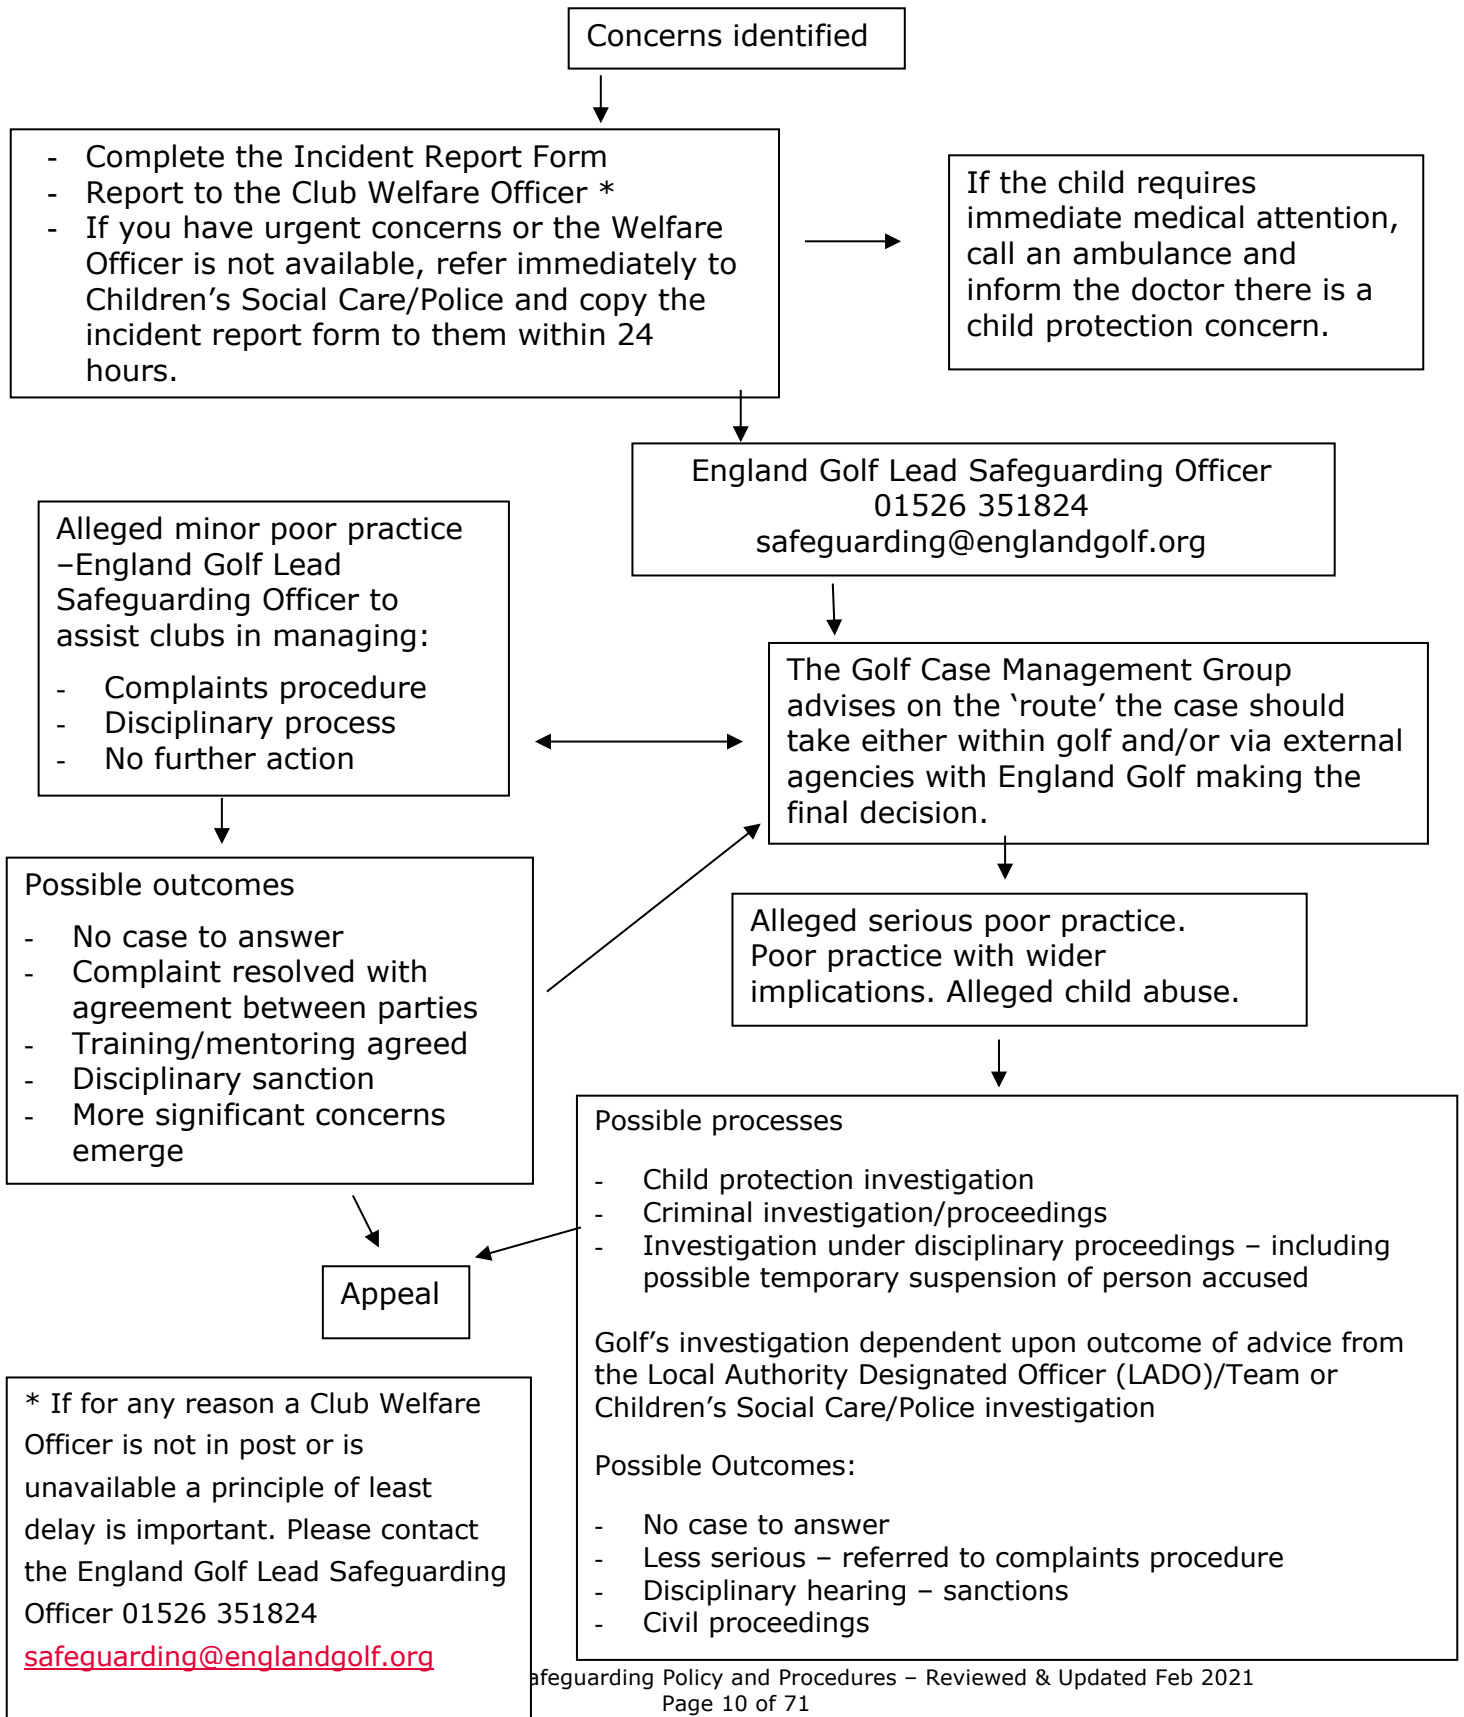 Concerns identified
- Complete the Incident Report Form
- Report to the Club Welfare Officer *
- If you have urgent concerns or the Welfare
Officer is not available, refer immediately to
Children’s Social Care/Police and copy the
incident report form to them within 24
hours.
If the child requires
immediate medical attention,
call an ambulance and
inform the doctor there is a
child protection concern.
England Golf Lead Safeguarding Officer
01526 351824
safeguarding@englandgolf.org
Alleged minor poor practice
–England Golf Lead
Safeguarding Officer to
assist clubs in managing:
- Complaints procedure
- Disciplinary process
- No further action
The Golf Case Management Group
advises on the ‘route’ the case should
take either within golf and/or via external
agencies with England Golf making the
final decision.
Possible outcomes
- No case to answer
- Complaint resolved with
agreement between parties
- Training/mentoring agreed
- Disciplinary sanction
- More significant concerns
emerge
Alleged serious poor practice.
Poor practice with wider
implications. Alleged child abuse.
Possible processes
- Child protection investigation
- Criminal investigation/proceedings
- Investigation under disciplinary proceedings – including
possible temporary suspension of person accused
Golf’s investigation dependent upon outcome of advice from
the Local Authority Designated Officer (LADO)/Team or
Children’s Social Care/Police investigation
Possible Outcomes:
- No case to answer
- Less serious – referred to complaints procedure
- Disciplinary hearing – sanctions
- Civil proceedings
Appeal
* If for any reason a Club Welfare
Officer is not in post or is
unavailable a principle of least
delay is important. Please contact
the England Golf Lead Safeguarding
Officer 01526 351824
safeguarding@englandgolf.org
afeguarding Policy and Procedures – Reviewed & Updated Feb 2021
Page 10 of 71